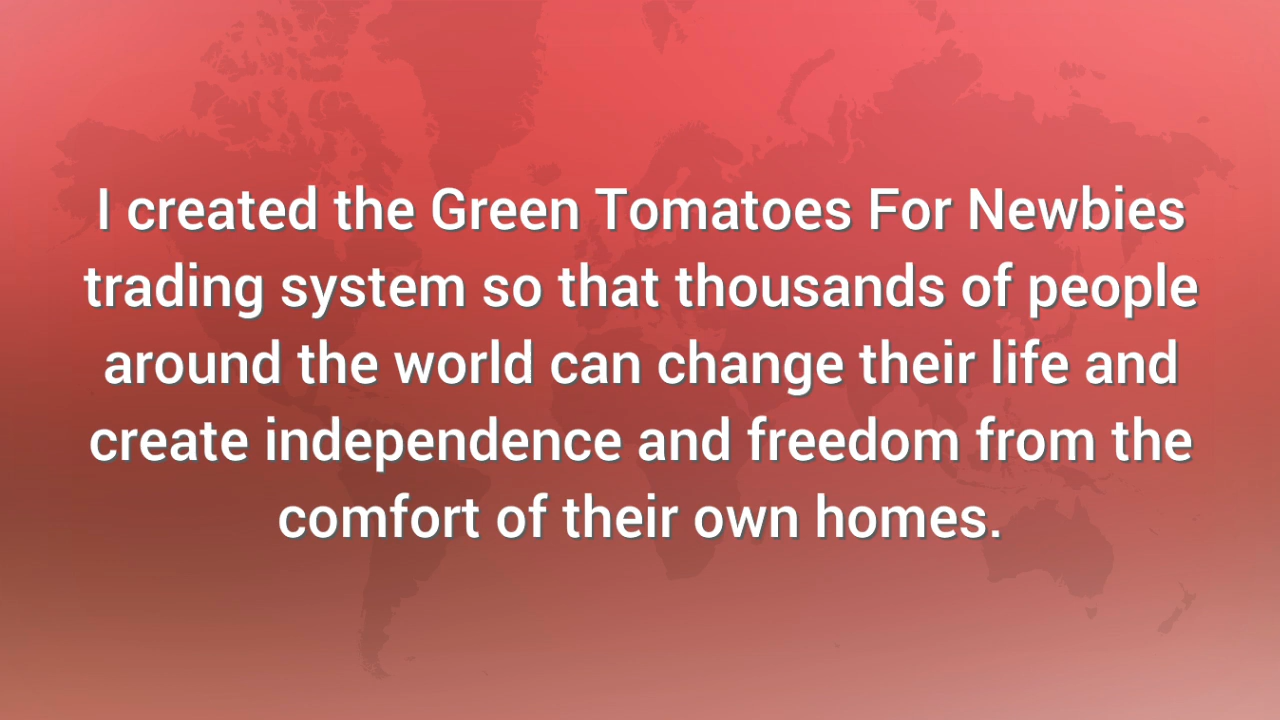 I created the Green Tomatoes For Newbies
trading system so that thousands of people
around the world can change their life and
create independence and freedom from the
comfort of their own homes.